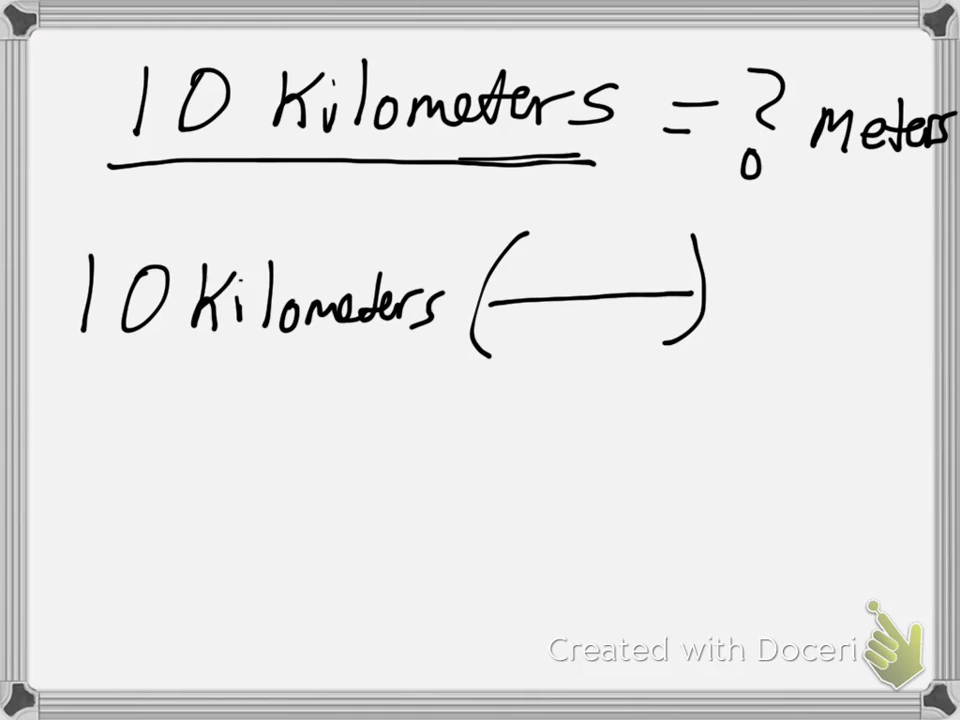 10 Kilometers = ? Meters
10 Kilometers (—)
Created with Doceri